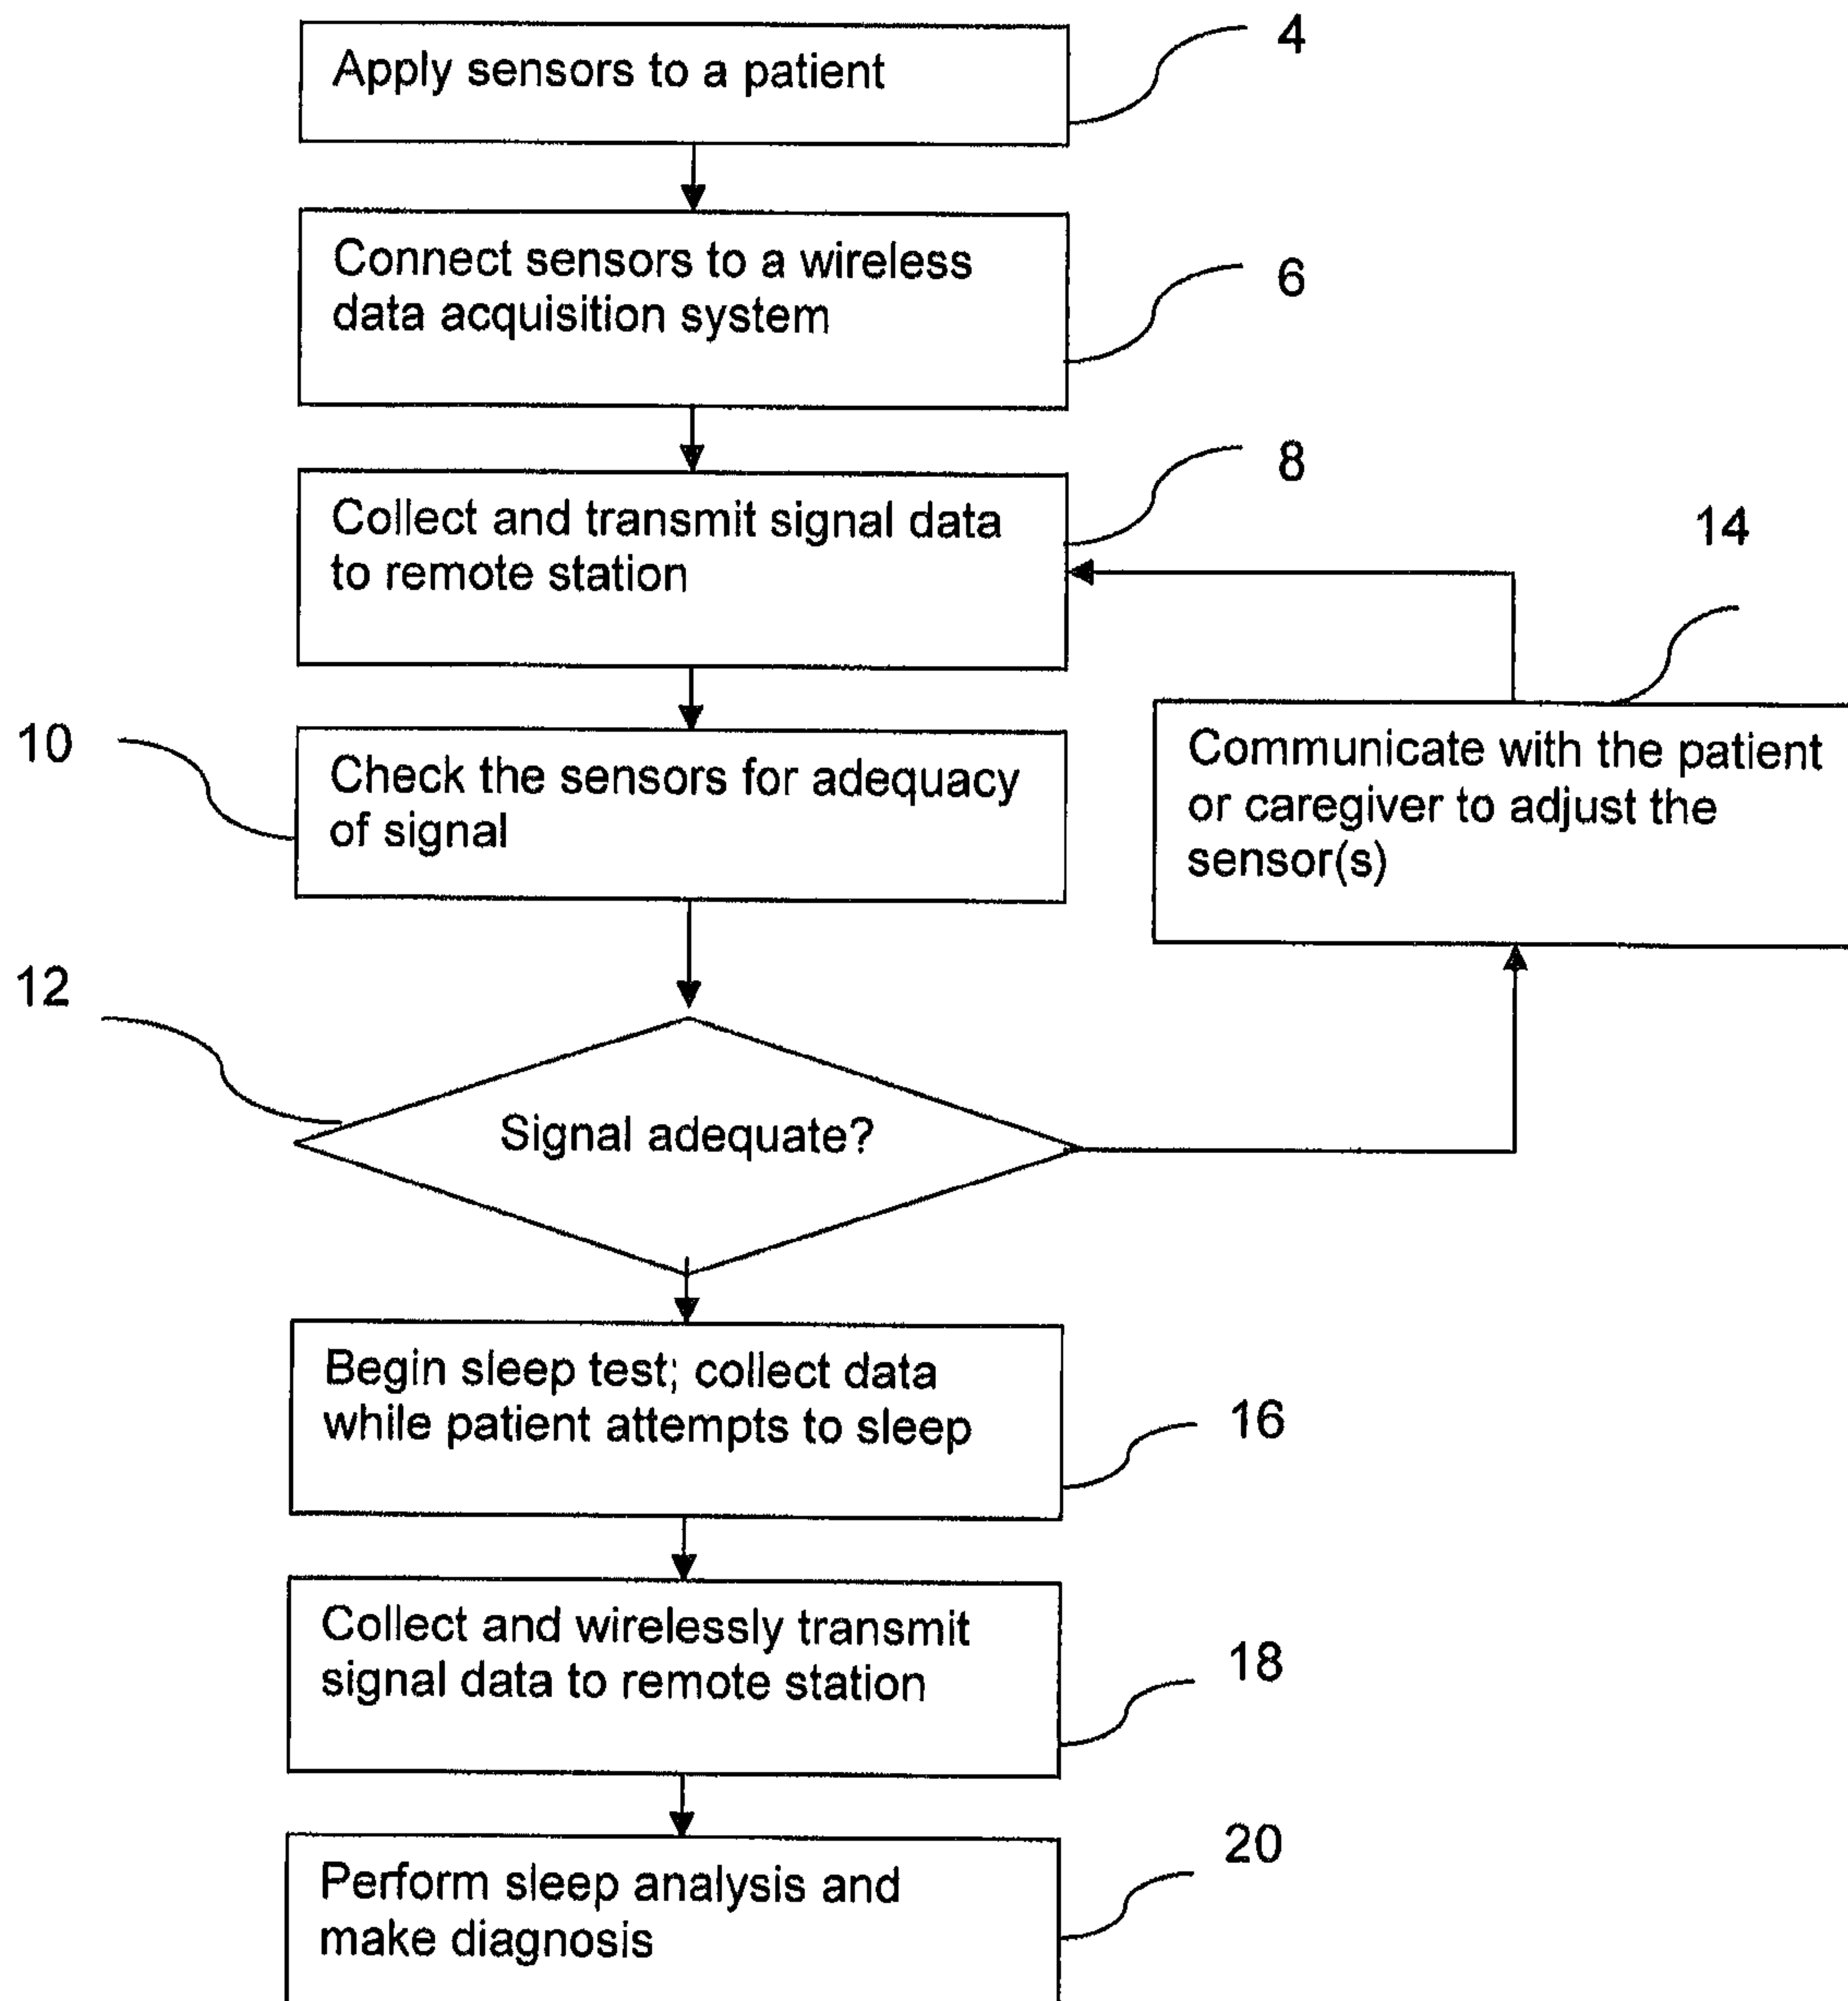 Apply sensors to a patient
4
Connect sensors to a wireless
data acquisition system
6
Collect and transmit signal data
to remote station
8
14
Communicate with the patient
or caregiver to adjust the
sensor(s)
10
Check the sensors for adequacy
of signal
12
Signal adequate?
Begin sleep test; collect data
while patient attempts to sleep
16
Collect and wirelessly transmit
signal data to remote station
18
Perform sleep analysis and
make diagnosis
20